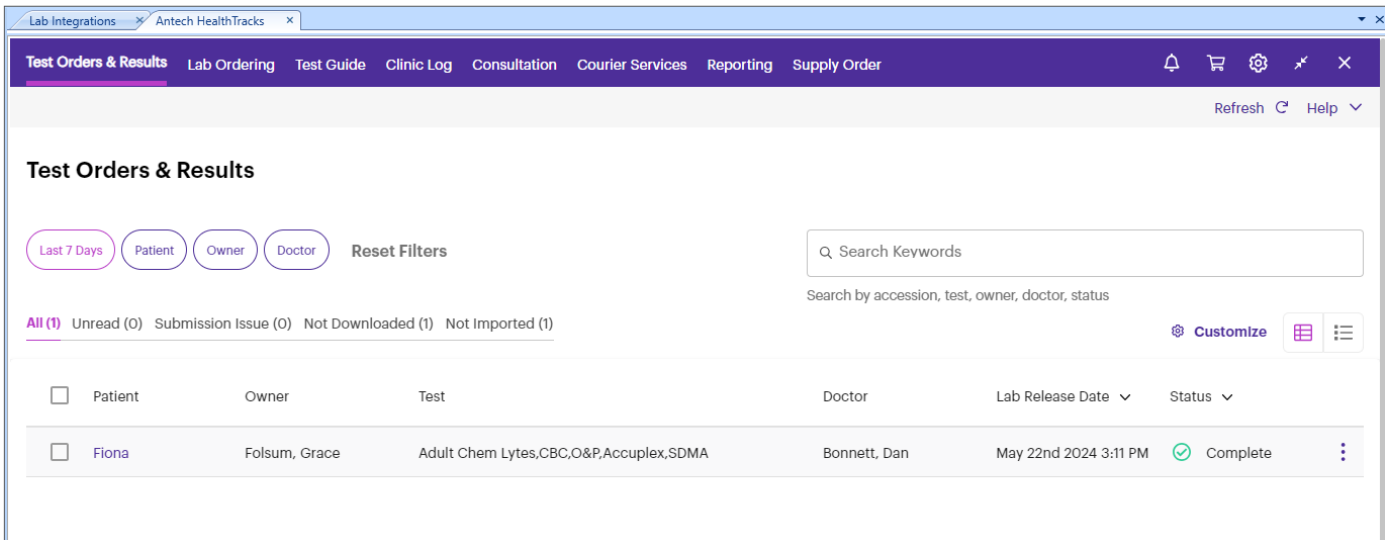 Lab Integrations Antech HealthTracks
Test Orders & Results Lab Ordering Test Guide Clinic Log Consultation Courier Services Reporting Supply Order
Refresh Help
Test Orders & Results
Last 7 Days Patient Owner Doctor Reset Filters Search Keywords
Search by accession, test, owner, doctor, status
All (1) Unread (0) Submission Issue (0) Not Downloaded (1) Not Imported (1) Customize
Patient Owner Test Doctor Lab Release Date Status
Fiona Folsum, Grace Adult Chem Lytes,CBC,O&P,Accuplex,SDMA Bonnett, Dan May 22nd 2024 3:11 PM Complete